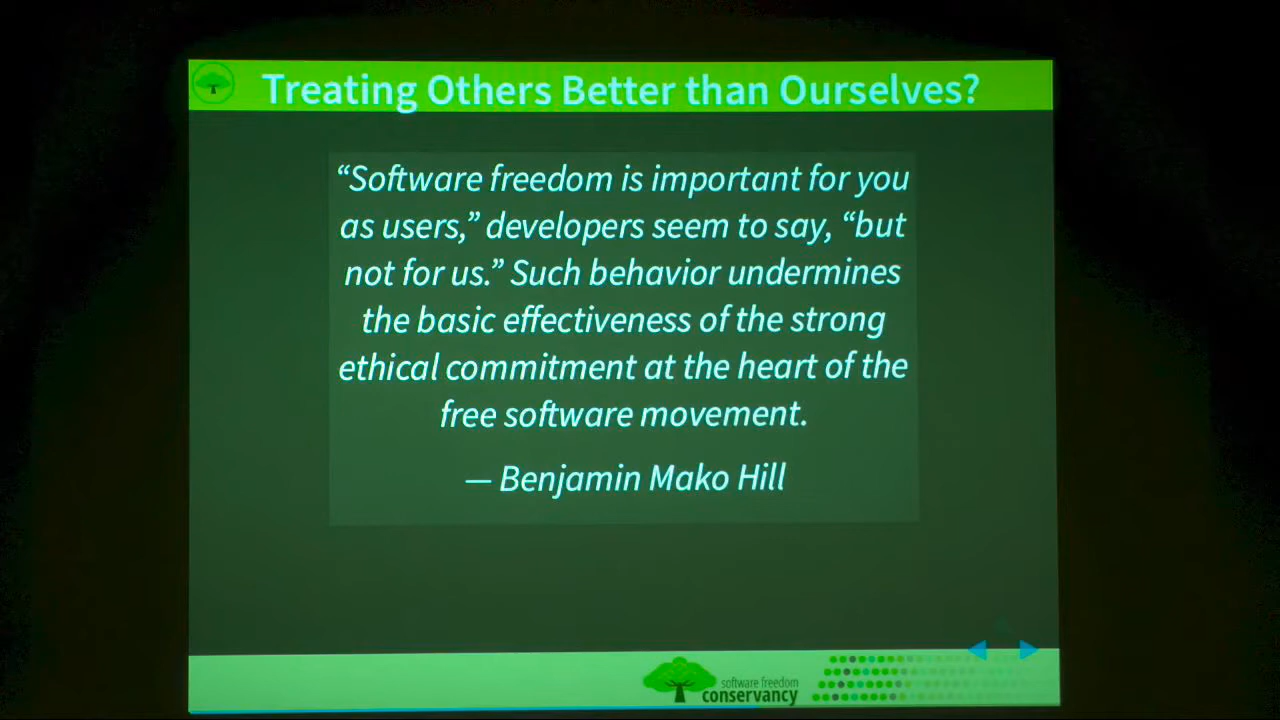 Treating Others Better than Ourselves?
“Software freedom is important for you
as users,” developers seem to say, “but
not for us.” Such behavior undermines
the basic effectiveness of the strong
ethical commitment at the heart of the
free software movement.
— Benjamin Mako Hill
software freedom
conservancy